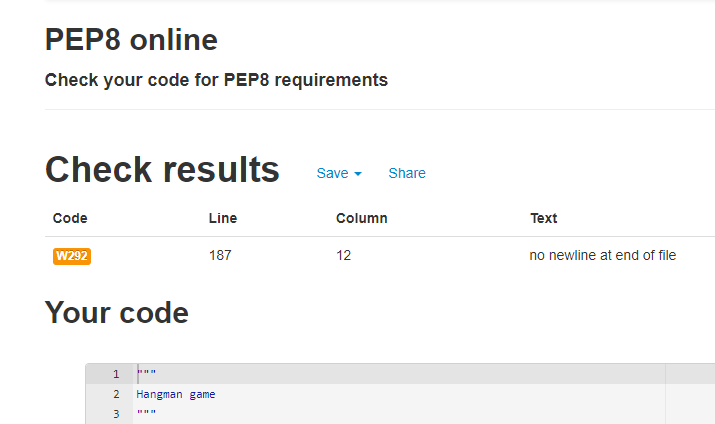 PEP8 online
Check your code for PEP8 requirements
Check results Save Share
Code Line Column Text
W292 187 12 no newline at end of file
Your code
1 """
2 Hangman game
3 """